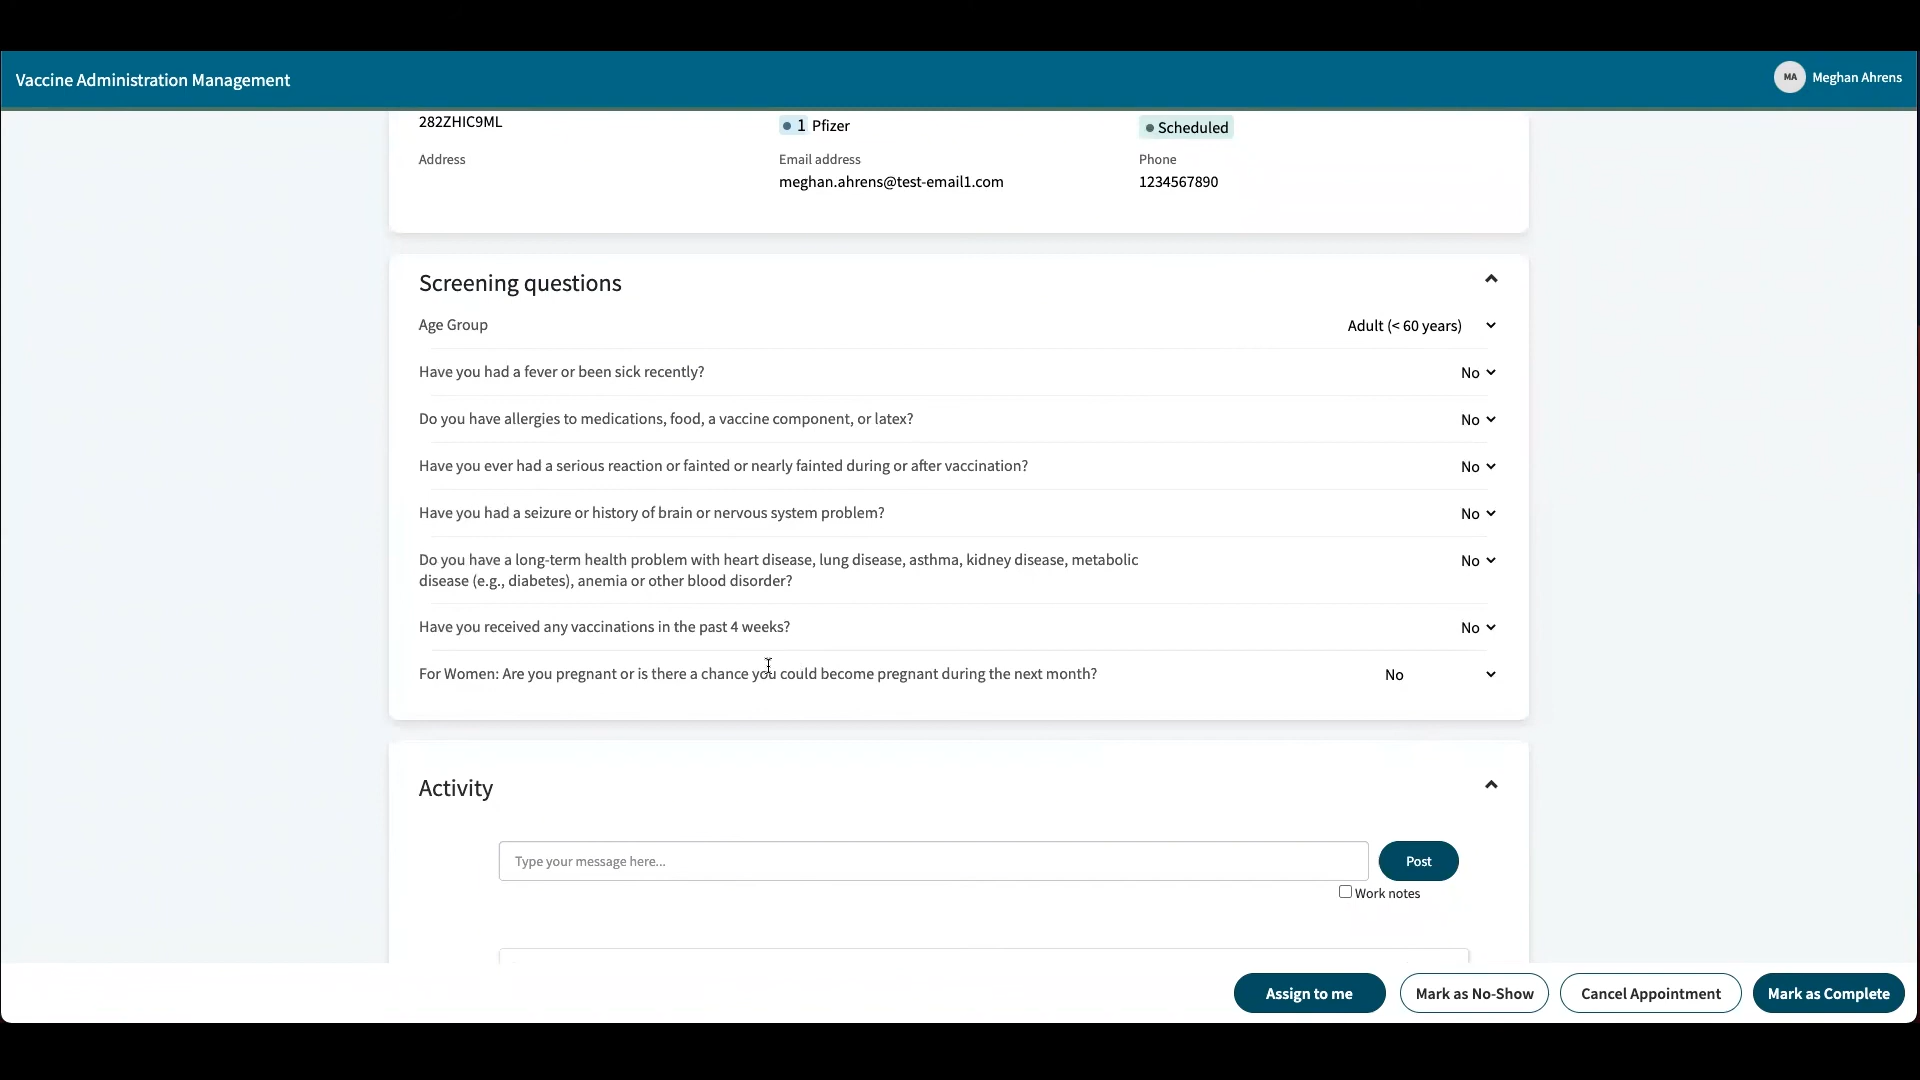 Vaccine Administration Management
MA Meghan Ahrens
282ZHIC9ML
1 Pfizer
Scheduled
Address
Email address
Phone
meghan.ahrens@test-email1.com
1234567890
Screening questions
Age Group
Adult (< 60 years)
Have you had a fever or been sick recently?
No
Do you have allergies to medications, food, a vaccine component, or latex?
No
Have you ever had a serious reaction or fainted or nearly fainted during or after vaccination?
No
Have you had a seizure or history of brain or nervous system problem?
No
Do you have a long-term health problem with heart disease, lung disease, asthma, kidney disease, metabolic
disease (e.g., diabetes), anemia or other blood disorder?
No
Have you received any vaccinations in the past 4 weeks?
No
For Women: Are you pregnant or is there a chance you could become pregnant during the next month?
No
Activity
Type your message here...
Post
Work notes
Assign to me
Mark as No-Show
Cancel Appointment
Mark as Complete